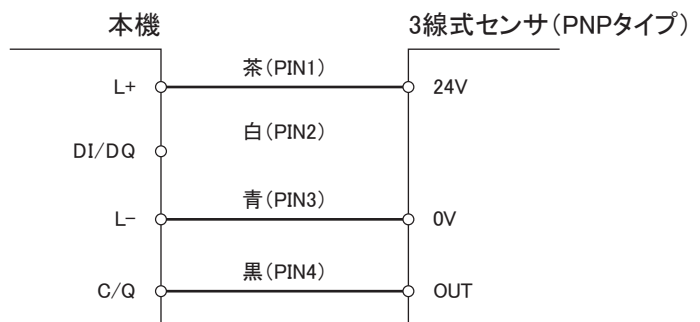 本機 3線式センサ(PNPタイプ)
L+ 茶(PIN1) 24V
DI/DQ 白(PIN2)
L− 青(PIN3) 0V
C/Q 黒(PIN4) OUT